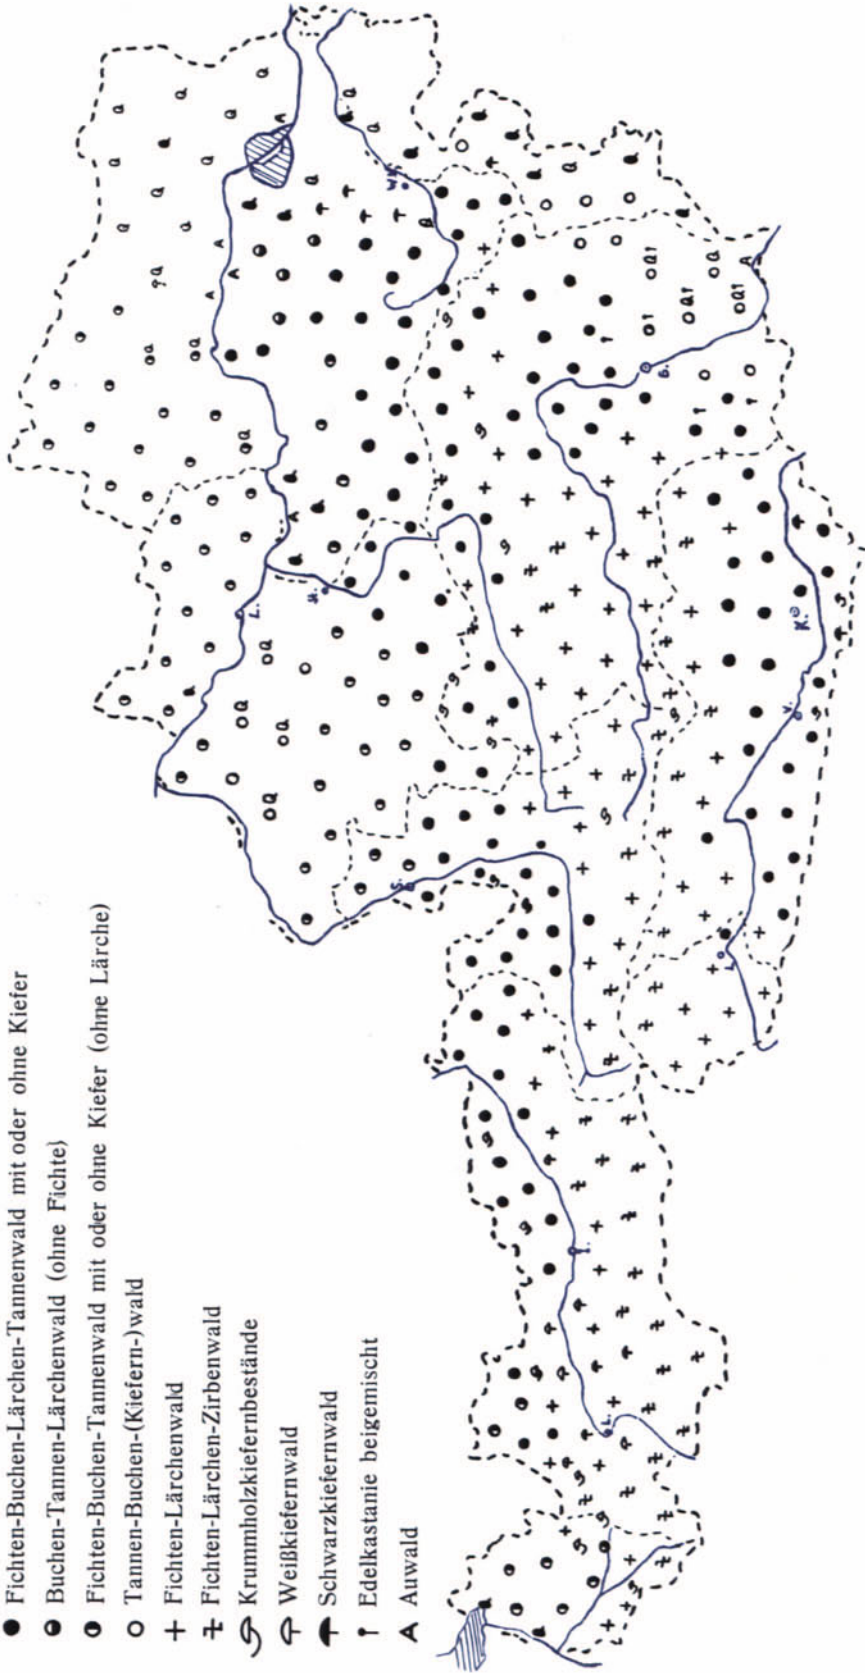 Fichten-Buchen-Lärchen-Tannenwald mit oder ohne Kiefer
Buchen-Tannen-Lärchenwald (ohne Fichte)
Fichten-Buchen-Tannenwald mit oder ohne Kiefer (ohne Lärche)
Tannen-Buchen-(Kiefern-)wald
Fichten-Lärchenwald
Fichten-Lärchen-Zirbenwald
Krummholzkiefernbestände
Weißkiefernwald
Schwarzkiefernwald
Edelkastanie beigemischt
Auwald
L.
St.
S.
W.N.
G.
K.
V.
L.
I.
L.